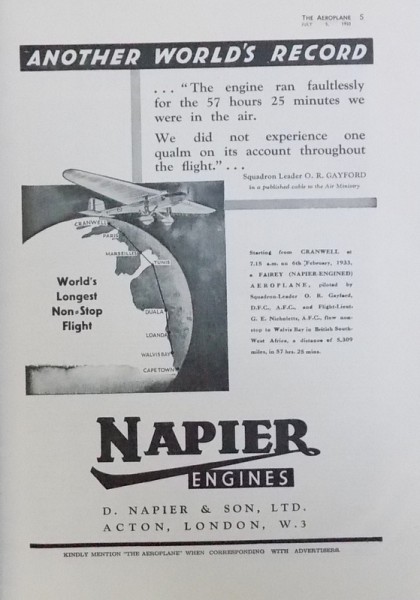 THE AEROPLANE 5
JULY 5, 1933
ANOTHER WORLD'S RECORD
... "The engine ran faultlessly
for the 57 hours 25 minutes we
were in the air.
We did not experience one
qualm on its account throughout
the flight." ...
Squadron Leader O. R. GAYFORD
in a published cable to the Air Ministry.
CRANWELL
PARIS
MARSEILLES
TUNIS
DUALA
LOANDA
WALVIS BAY
CAPE TOWN
World's
Longest
Non-Stop
Flight
Starting from CRANWELL at
7.15 a.m. on 6th February, 1933,
a FAIREY (NAPIER-ENGINED)
AEROPLANE, piloted by
Squadron-Leader O. R. Gayford,
D.F.C., A.F.C., and Flight-Lieut.
G. E. Nicholetts, A.F.C., flew non-
stop to Walvis Bay in British South-
West Africa, a distance of 5,309
miles, in 57 hrs. 25 mins.
NAPIER
ENGINES
D. NAPIER & SON, LTD.
ACTON, LONDON, W.3
KINDLY MENTION "THE AEROPLANE" WHEN CORRESPONDING WITH ADVERTISERS.